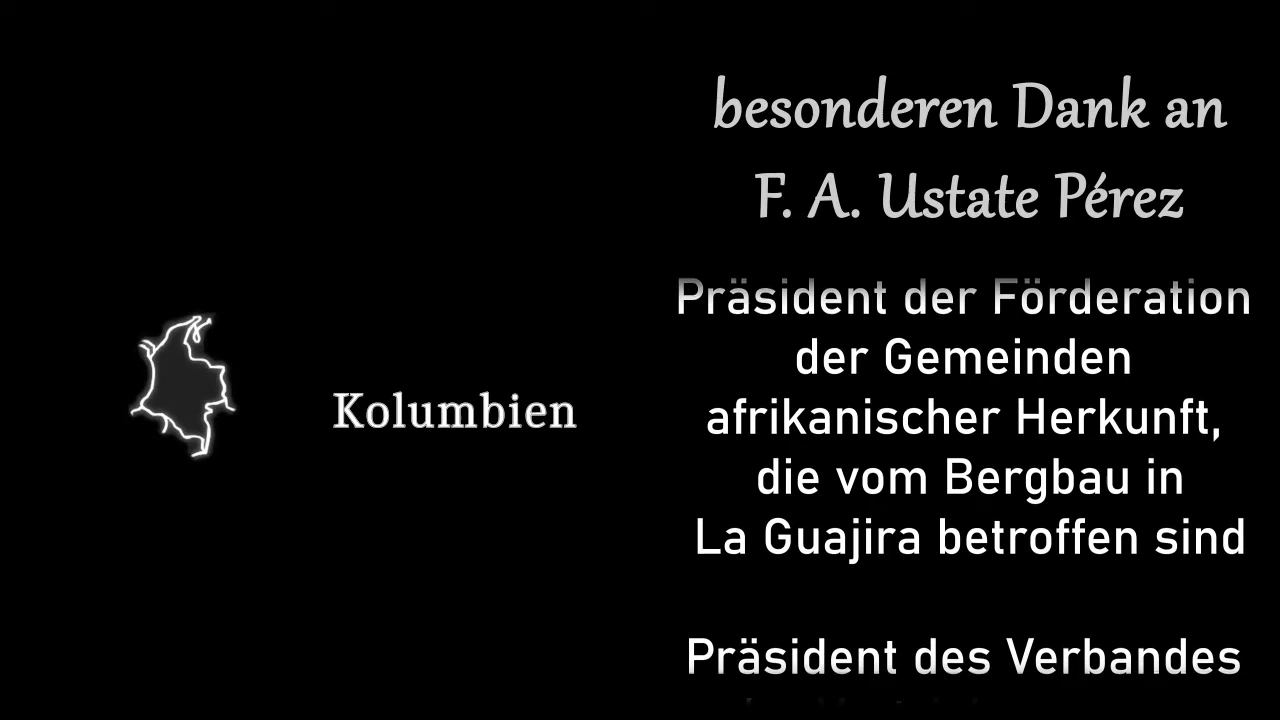 besonderen Dank an
F. A. Ustate Pérez
Präsident der Förderation
der Gemeinden
afrikanischer Herkunft,
die vom Bergbau in
La Guajira betroffen sind
Präsident des Verbandes
Kolumbien